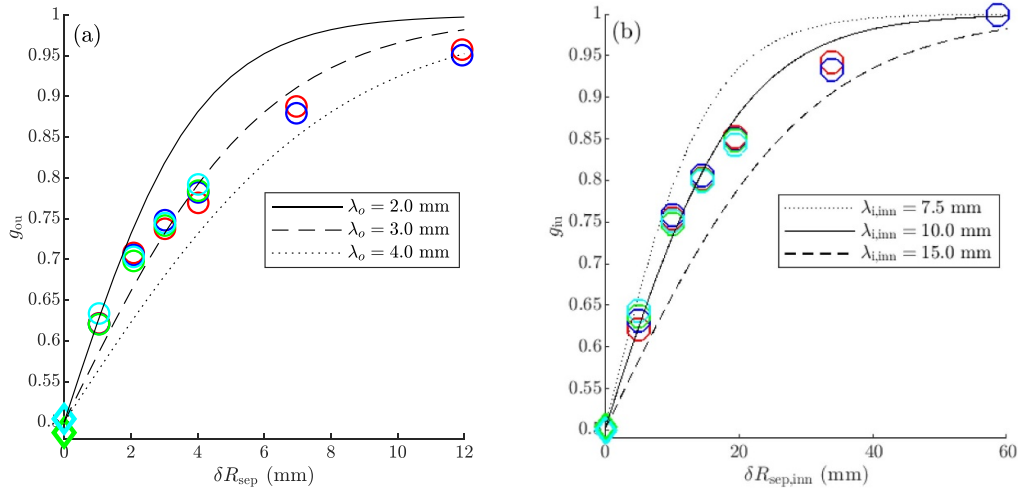 (a)
1
0.95
0.9
0.85
0.8
0.75
0.7
0.65
0.6
0.55
0.
g_ou
λ_o = 2.0 mm
λ_o = 3.0 mm
λ_o = 4.0 mm
0 2 4 6 8 10 12
δR_sep (mm)
(b)
1
0.95
0.9
0.85
0.8
0.75
0.7
0.65
0.6
0.55
0.
g_in
λ_i,inn = 7.5 mm
λ_i,inn = 10.0 mm
λ_i,inn = 15.0 mm
0 20 40 60
δR_sep,inn (mm)